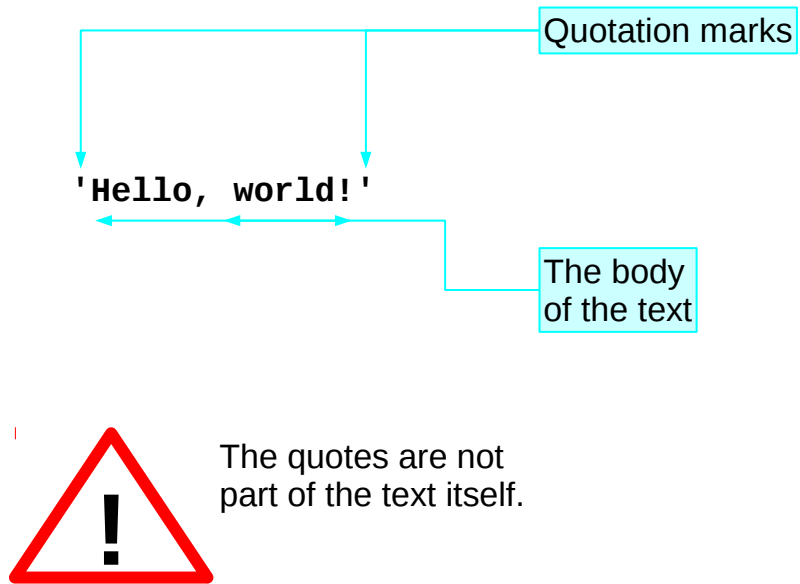 Quotation marks
'Hello, world!'
The body
of the text
The quotes are not
part of the text itself.
!